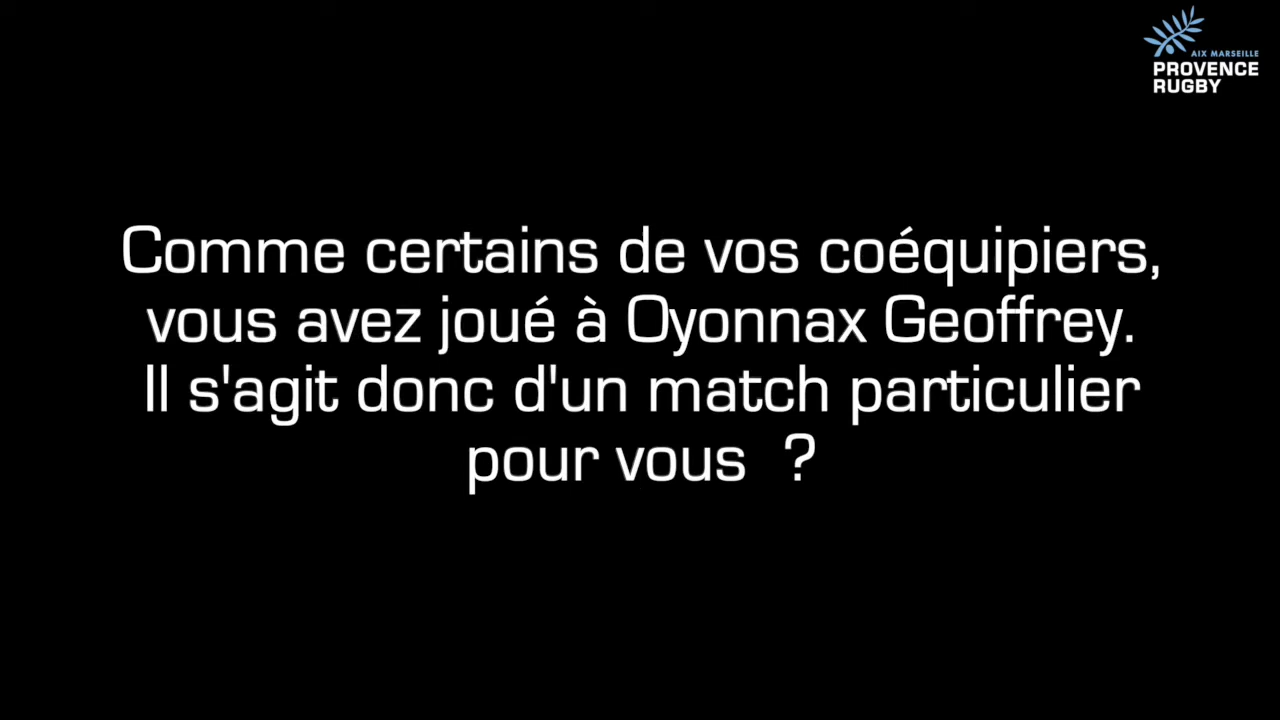 AIX MARSEILLE
PROVENCE
RUGBY
Comme certains de vos coéquipiers,
vous avez joué à Oyonnax Geoffrey.
Il s'agit donc d'un match particulier
pour vous  ?